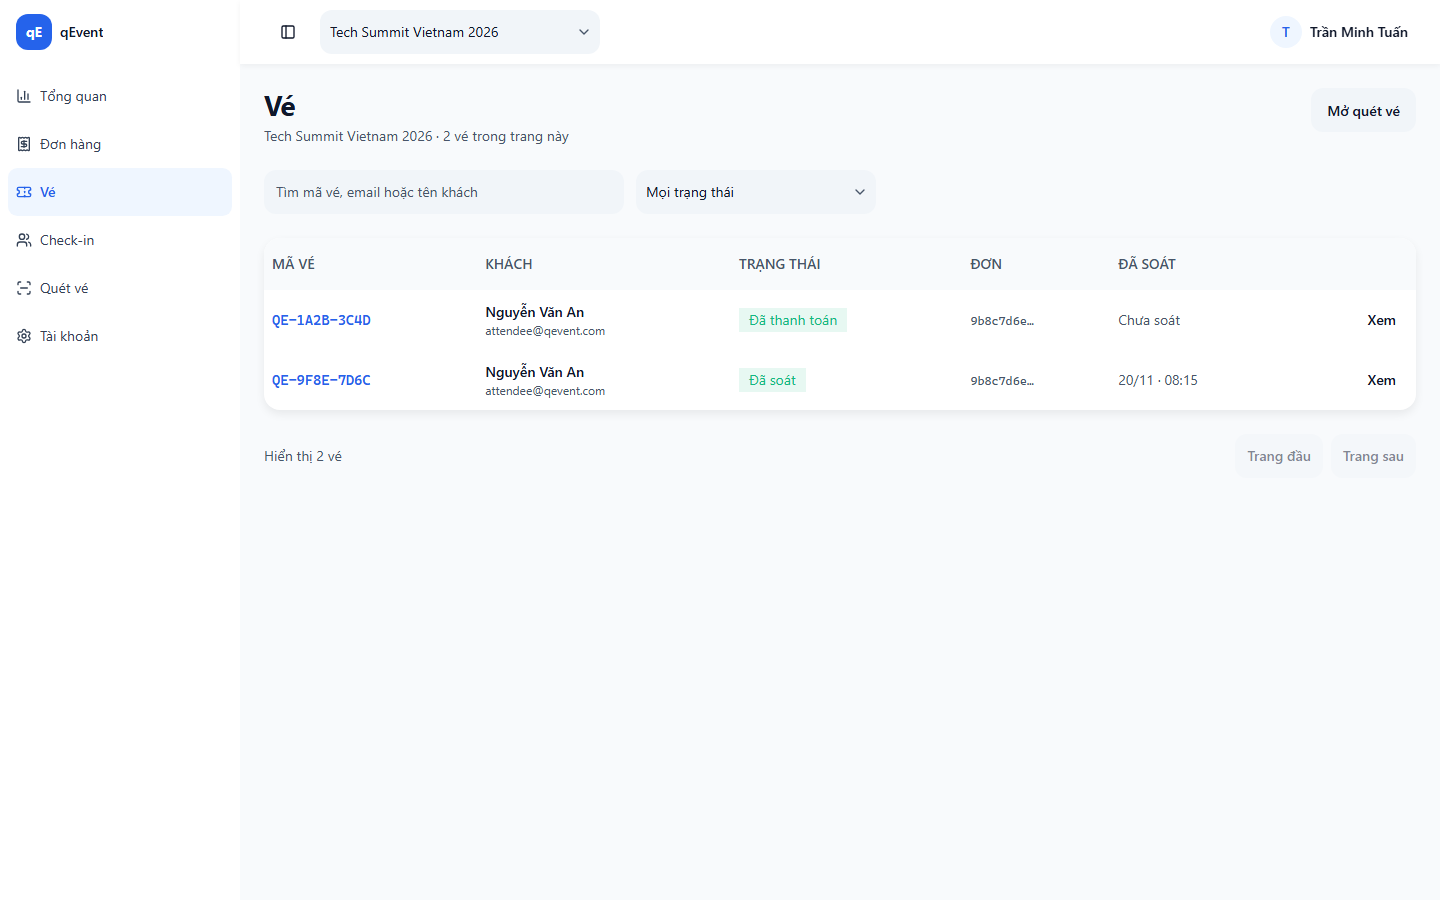 qE qEvent
Tech Summit Vietnam 2026
T Trần Minh Tuấn
Tổng quan
Đơn hàng
Vé
Check-in
Quét vé
Tài khoản
Vé
Tech Summit Vietnam 2026 · 2 vé trong trang này
Mở quét vé
Tìm mã vé, email hoặc tên khách
Mọi trạng thái
MÃ VÉ KHÁCH TRẠNG THÁI ĐƠN ĐÃ SOÁT
QE-1A2B-3C4D Nguyễn Văn An Đã thanh toán 9b8c7d6e… Chưa soát Xem
attendee@qevent.com
QE-9F8E-7D6C Nguyễn Văn An Đã soát 9b8c7d6e… 20/11 · 08:15 Xem
attendee@qevent.com
Hiển thị 2 vé
Trang đầu Trang sau